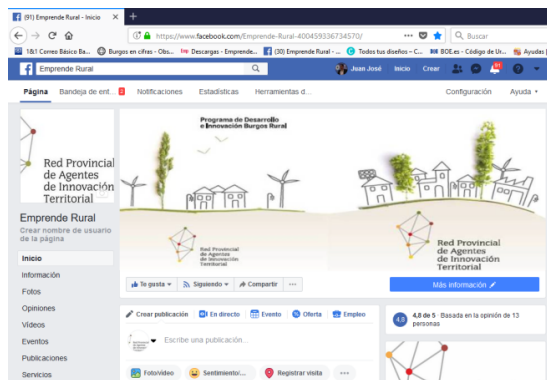 (91) Emprende Rural - Inicio
https://www.facebook.com/Emprende-Rural-400459336734570/
Buscar
1&1 Correo Básico Ba...
Burgos en cifras - Obs...
Descargas - Emprende...
(30) Emprende Rural - ...
Todos tus diseños – C...
BOE.es - Código de Ur...
Ayudas
Emprende Rural
Juan José
Inicio
Crear
Página
Bandeja de ent...
Notificaciones
Estadísticas
Herramientas d...
Configuración
Ayuda
Programa de Desarrollo
e Innovación Burgos Rural
Red Provincial
de Agentes
de Innovación
Territorial
Red Provincial
de Agentes
de Innovación
Territorial
Red Provincial
de Agentes
de Innovación
Territorial
Emprende Rural
Crear nombre de usuario
de la página
Inicio
Información
Fotos
Opiniones
Vídeos
Eventos
Publicaciones
Servicios
Te gusta
Siguiendo
Compartir
Más información
Crear publicación
En directo
Evento
Oferta
Empleo
Escribe una publicación...
Foto/vídeo
Sentimiento/...
Registrar visita
4,8
4,8 de 5 · Basada en la opinión de 13
personas